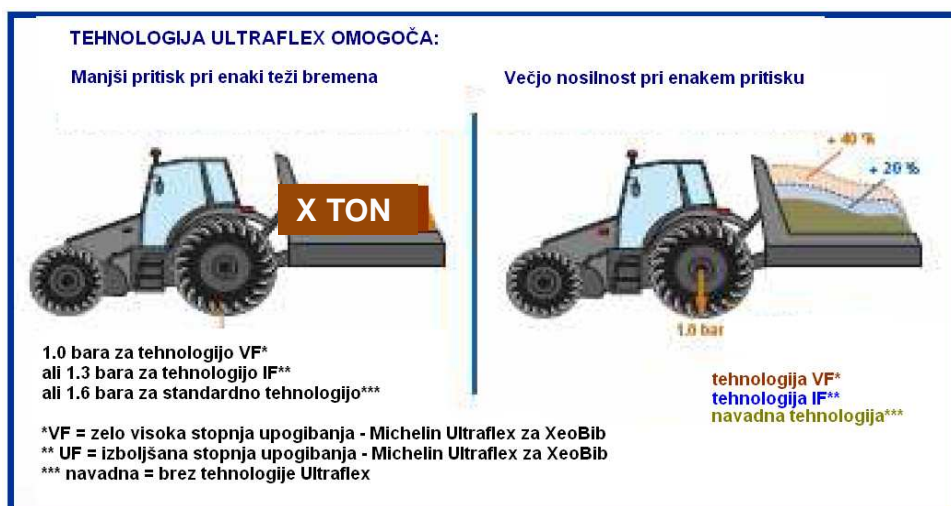 TEHNOLOGIJA ULTRAFLEX OMOGOČA:
Manjši pritisk pri enaki teži bremena
Večjo nosilnost pri enakem pritisku
+ 40 %
+ 20 %
X TON
1.0 bar
1.0 bara za tehnologijo VF*
ali 1.3 bara za tehnologijo IF**
ali 1.6 bara za standardno tehnologijo***
tehnologija VF*
tehnologija IF**
navadna tehnologija***
*VF = zelo visoka stopnja upogibanja - Michelin Ultraflex za XeoBib
** UF = izboljšana stopnja upogibanja - Michelin Ultraflex za XeoBib
*** navadna = brez tehnologije Ultraflex